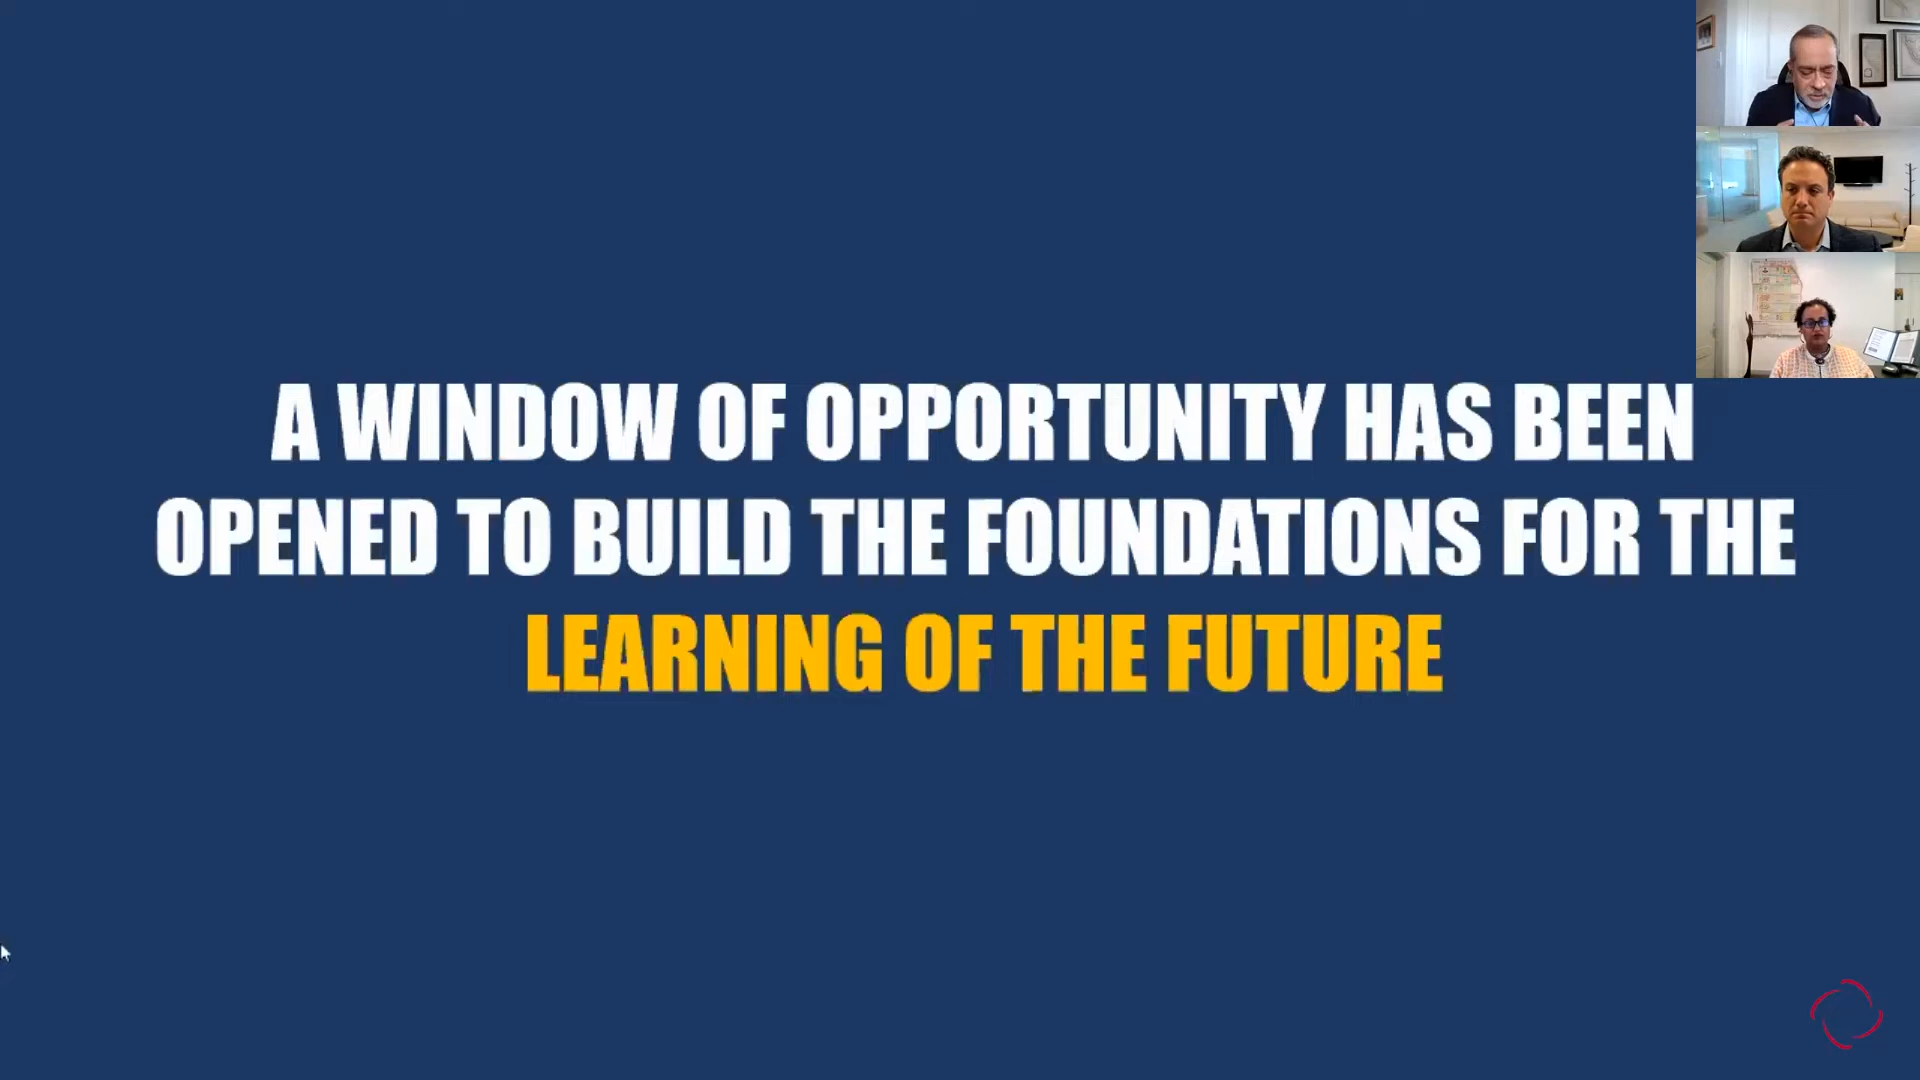 A WINDOW OF OPPORTUNITY HAS BEEN
OPENED TO BUILD THE FOUNDATIONS FOR THE
LEARNING OF THE FUTURE